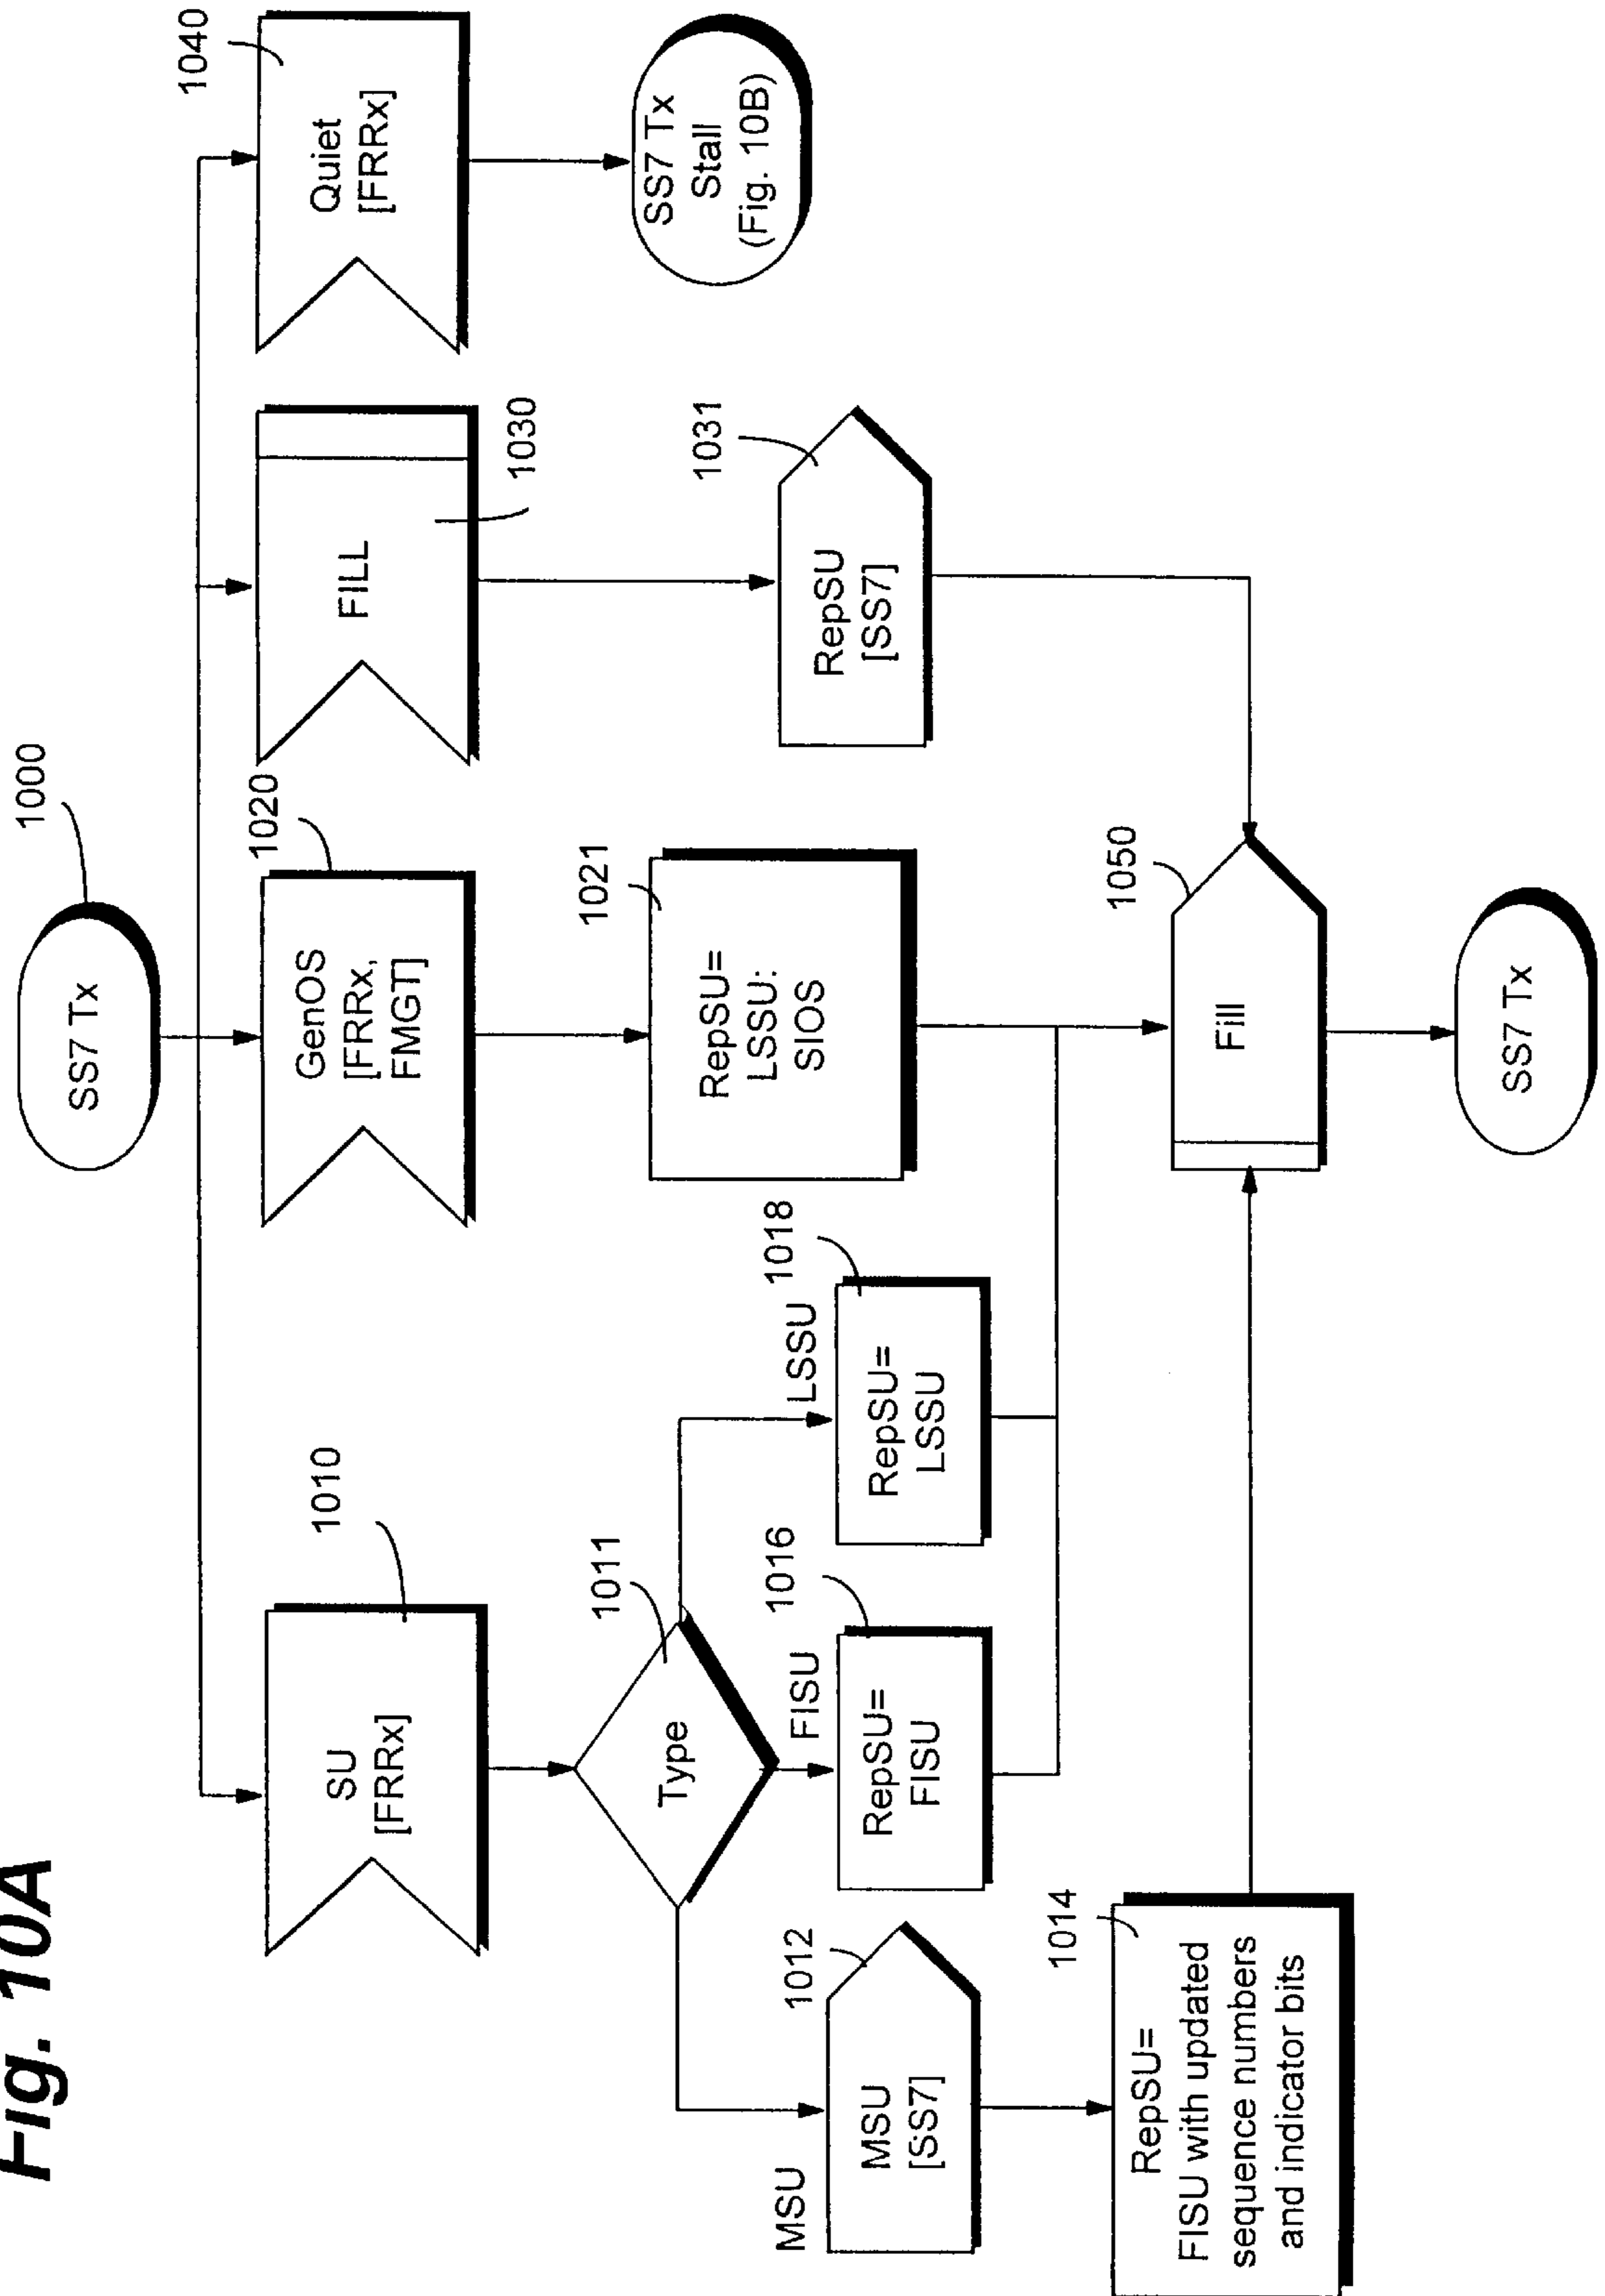 Fig. 10A
1000
SS7 Tx
1010
SU
[FRRx]
1020
GenOS
[FRRx,
FMGT]
FILL
1030
1040
Quiet
[FRRx]
1011
Type
MSU
1012
MSU
[SS7]
FISU
1016
RepSU=
FISU
LSSU
1018
RepSU=
LSSU
1021
RepSU=
LSSU:
SIOS
1031
RepSU
[SS7]
SS7 Tx
Stall
(Fig. 10B)
1014
RepSU=
FISU with updated
sequence numbers
and indicator bits
1050
Fill
SS7 Tx